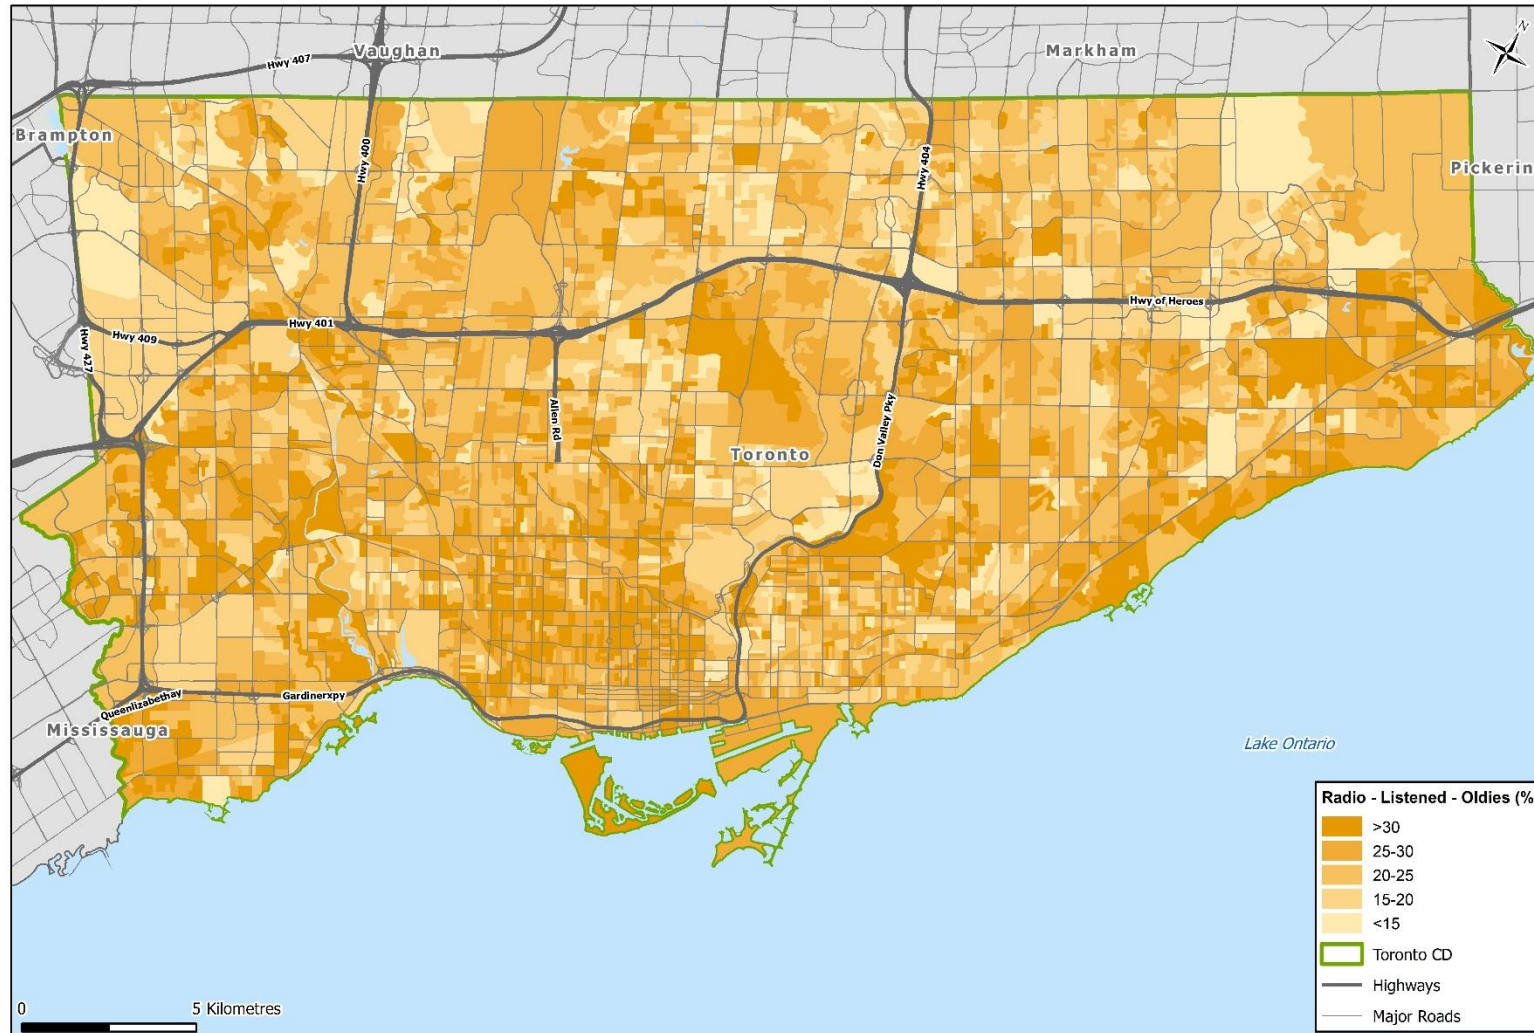 N
Hwy 407
Vaughan
Markham
Brampton
Hwy 400
Hwy 404
Pickerin
Hwy 401
Hwy of Heroes
Hwy 409
Hwy 427
Allen Rd
Don Valley Pky
Toronto
Queenlizabethay
Gardinerxpy
Mississauga
Lake Ontario
Radio - Listened - Oldies (%
>30
25-30
20-25
15-20
<15
Toronto CD
Highways
Major Roads
0 5 Kilometres